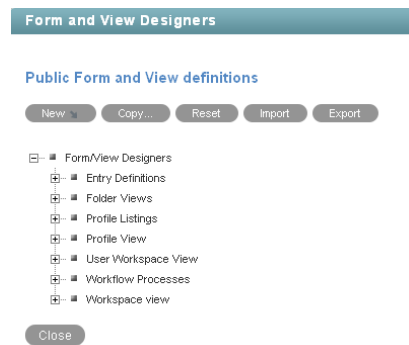 Form and View Designers
Public Form and View definitions
New Copy... Reset Import Export
Form/View Designers
Entry Definitions
Folder Views
Profile Listings
Profile View
User Workspace View
Workflow Processes
Workspace view
Close